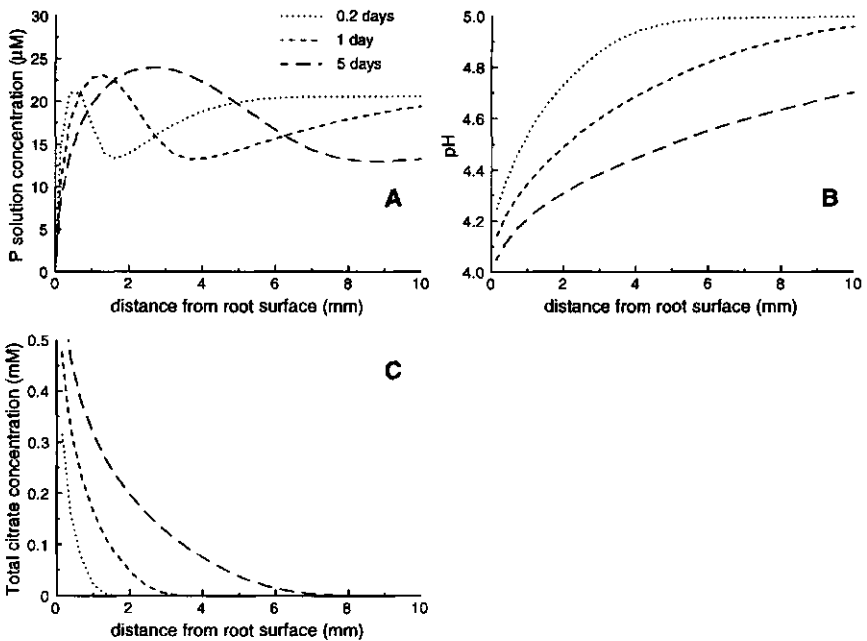 0.2 days
1 day
5 days
P solution concentration (µM)
30
25
20
15
10
5
0
0 2 4 6 8 10
distance from root surface (mm)
A
pH
5.0
4.8
4.6
4.4
4.2
4.0
0 2 4 6 8 10
distance from root surface (mm)
B
Total citrate concentration (mM)
0.5
0.4
0.3
0.2
0.1
0
0 2 4 6 8 10
distance from root surface (mm)
C